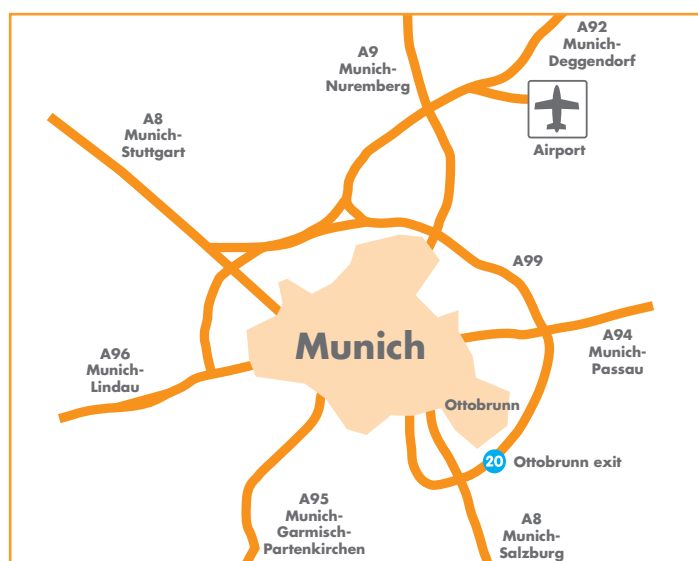 A92
Munich-
Deggendorf
A9
Munich-
Nuremberg
A8
Munich-
Stuttgart
Airport
A99
A94
Munich-
Passau
Munich
A96
Munich-
Lindau
Ottobrunn
20 Ottobrunn exit
A95
Munich-
Garmisch-
Partenkirchen
A8
Munich-
Salzburg